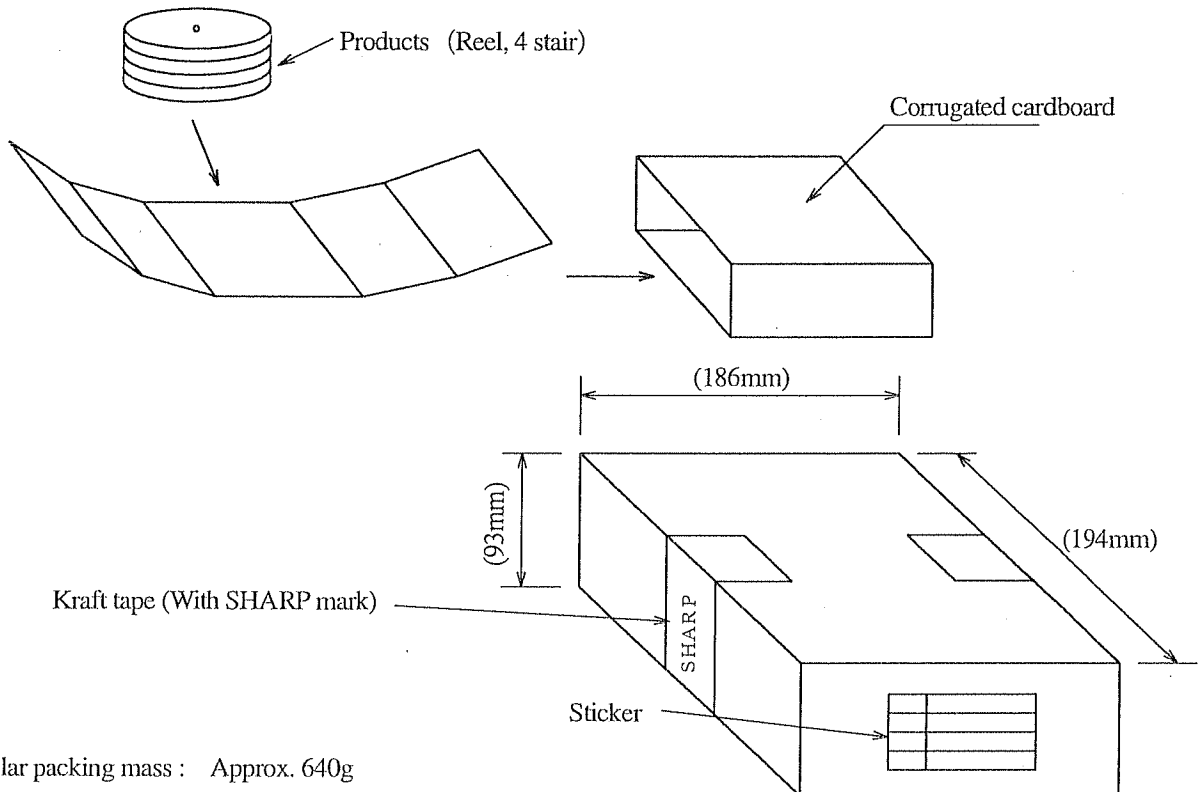 Products (Reel, 4 stair)
Corrugated cardboard
(186mm)
(93mm)
(194mm)
Kraft tape (With SHARP mark)
SHARP
Sticker
lar packing mass : Approx. 640g